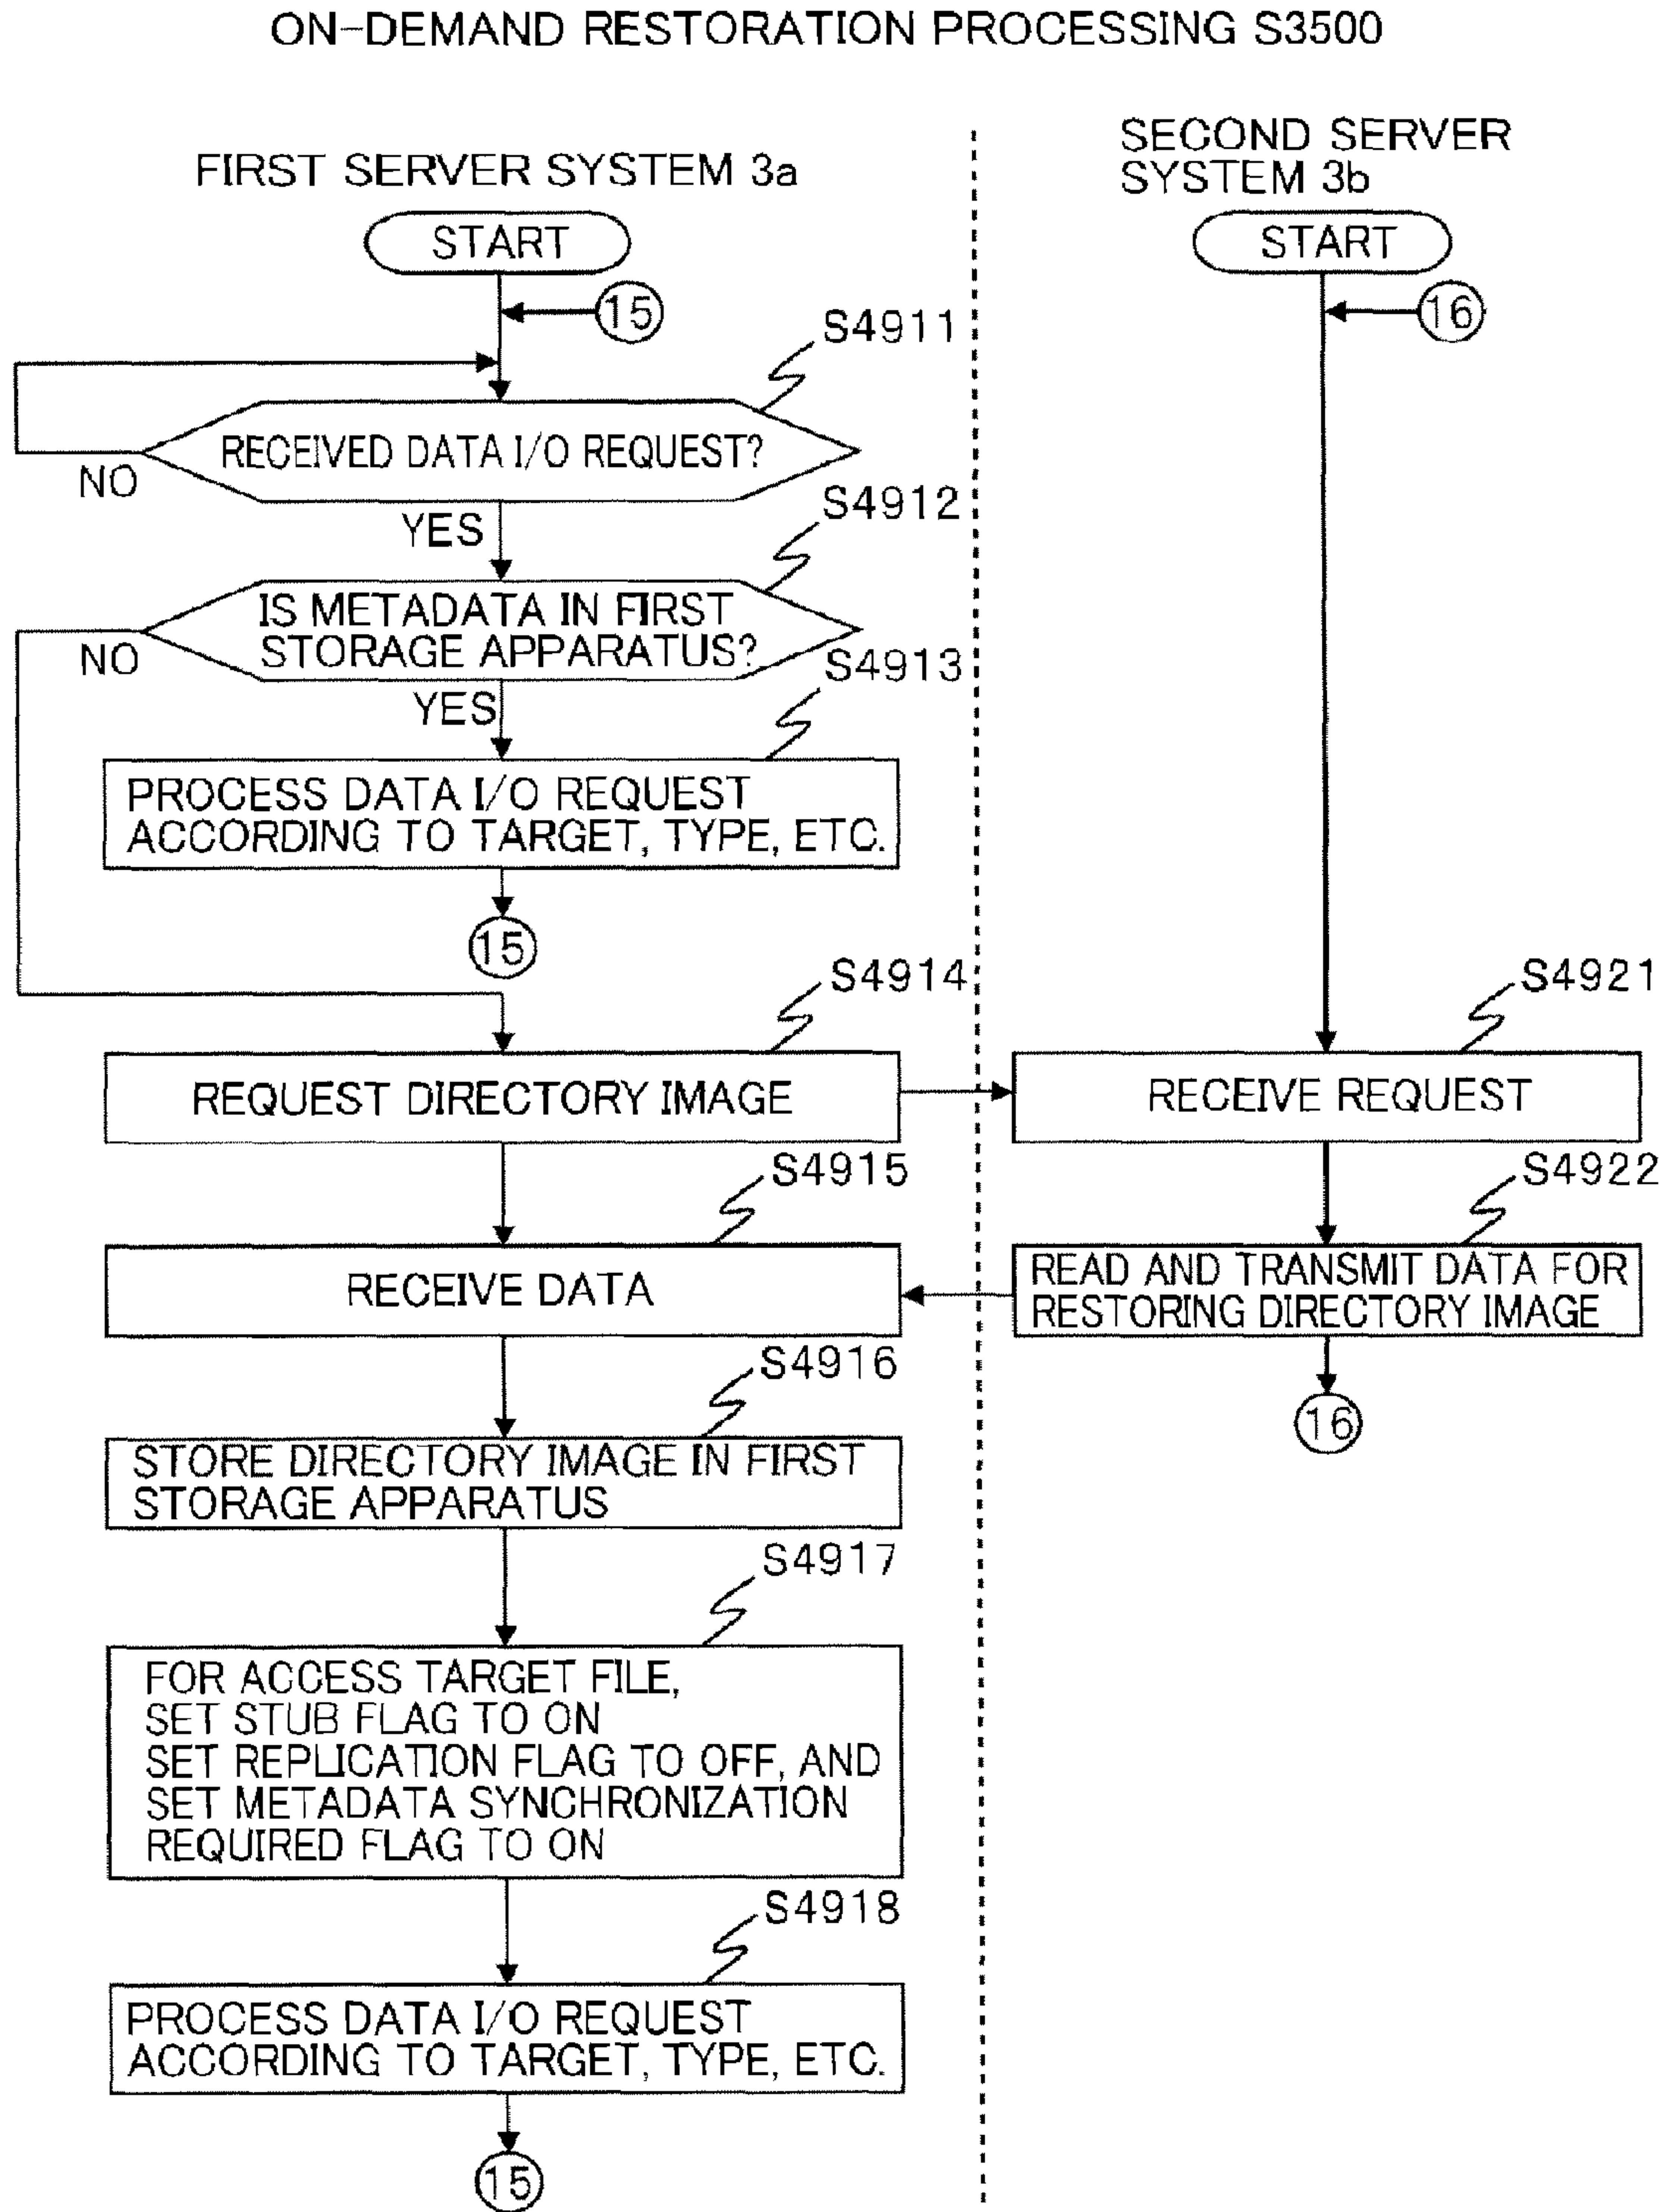 ON-DEMAND RESTORATION PROCESSING S3500
FIRST SERVER SYSTEM 3a
SECOND SERVER
SYSTEM 3b
START
START
15
16
S4911
RECEIVED DATA I/O REQUEST?
NO
YES
S4912
IS METADATA IN FIRST
STORAGE APPARATUS?
NO
YES
S4913
PROCESS DATA I/O REQUEST
ACCORDING TO TARGET, TYPE, ETC.
15
S4914
S4921
REQUEST DIRECTORY IMAGE
RECEIVE REQUEST
S4915
S4922
RECEIVE DATA
READ AND TRANSMIT DATA FOR
RESTORING DIRECTORY IMAGE
S4916
16
STORE DIRECTORY IMAGE IN FIRST
STORAGE APPARATUS
S4917
FOR ACCESS TARGET FILE,
SET STUB FLAG TO ON
SET REPLICATION FLAG TO OFF, AND
SET METADATA SYNCHRONIZATION
REQUIRED FLAG TO ON
S4918
PROCESS DATA I/O REQUEST
ACCORDING TO TARGET, TYPE, ETC.
15